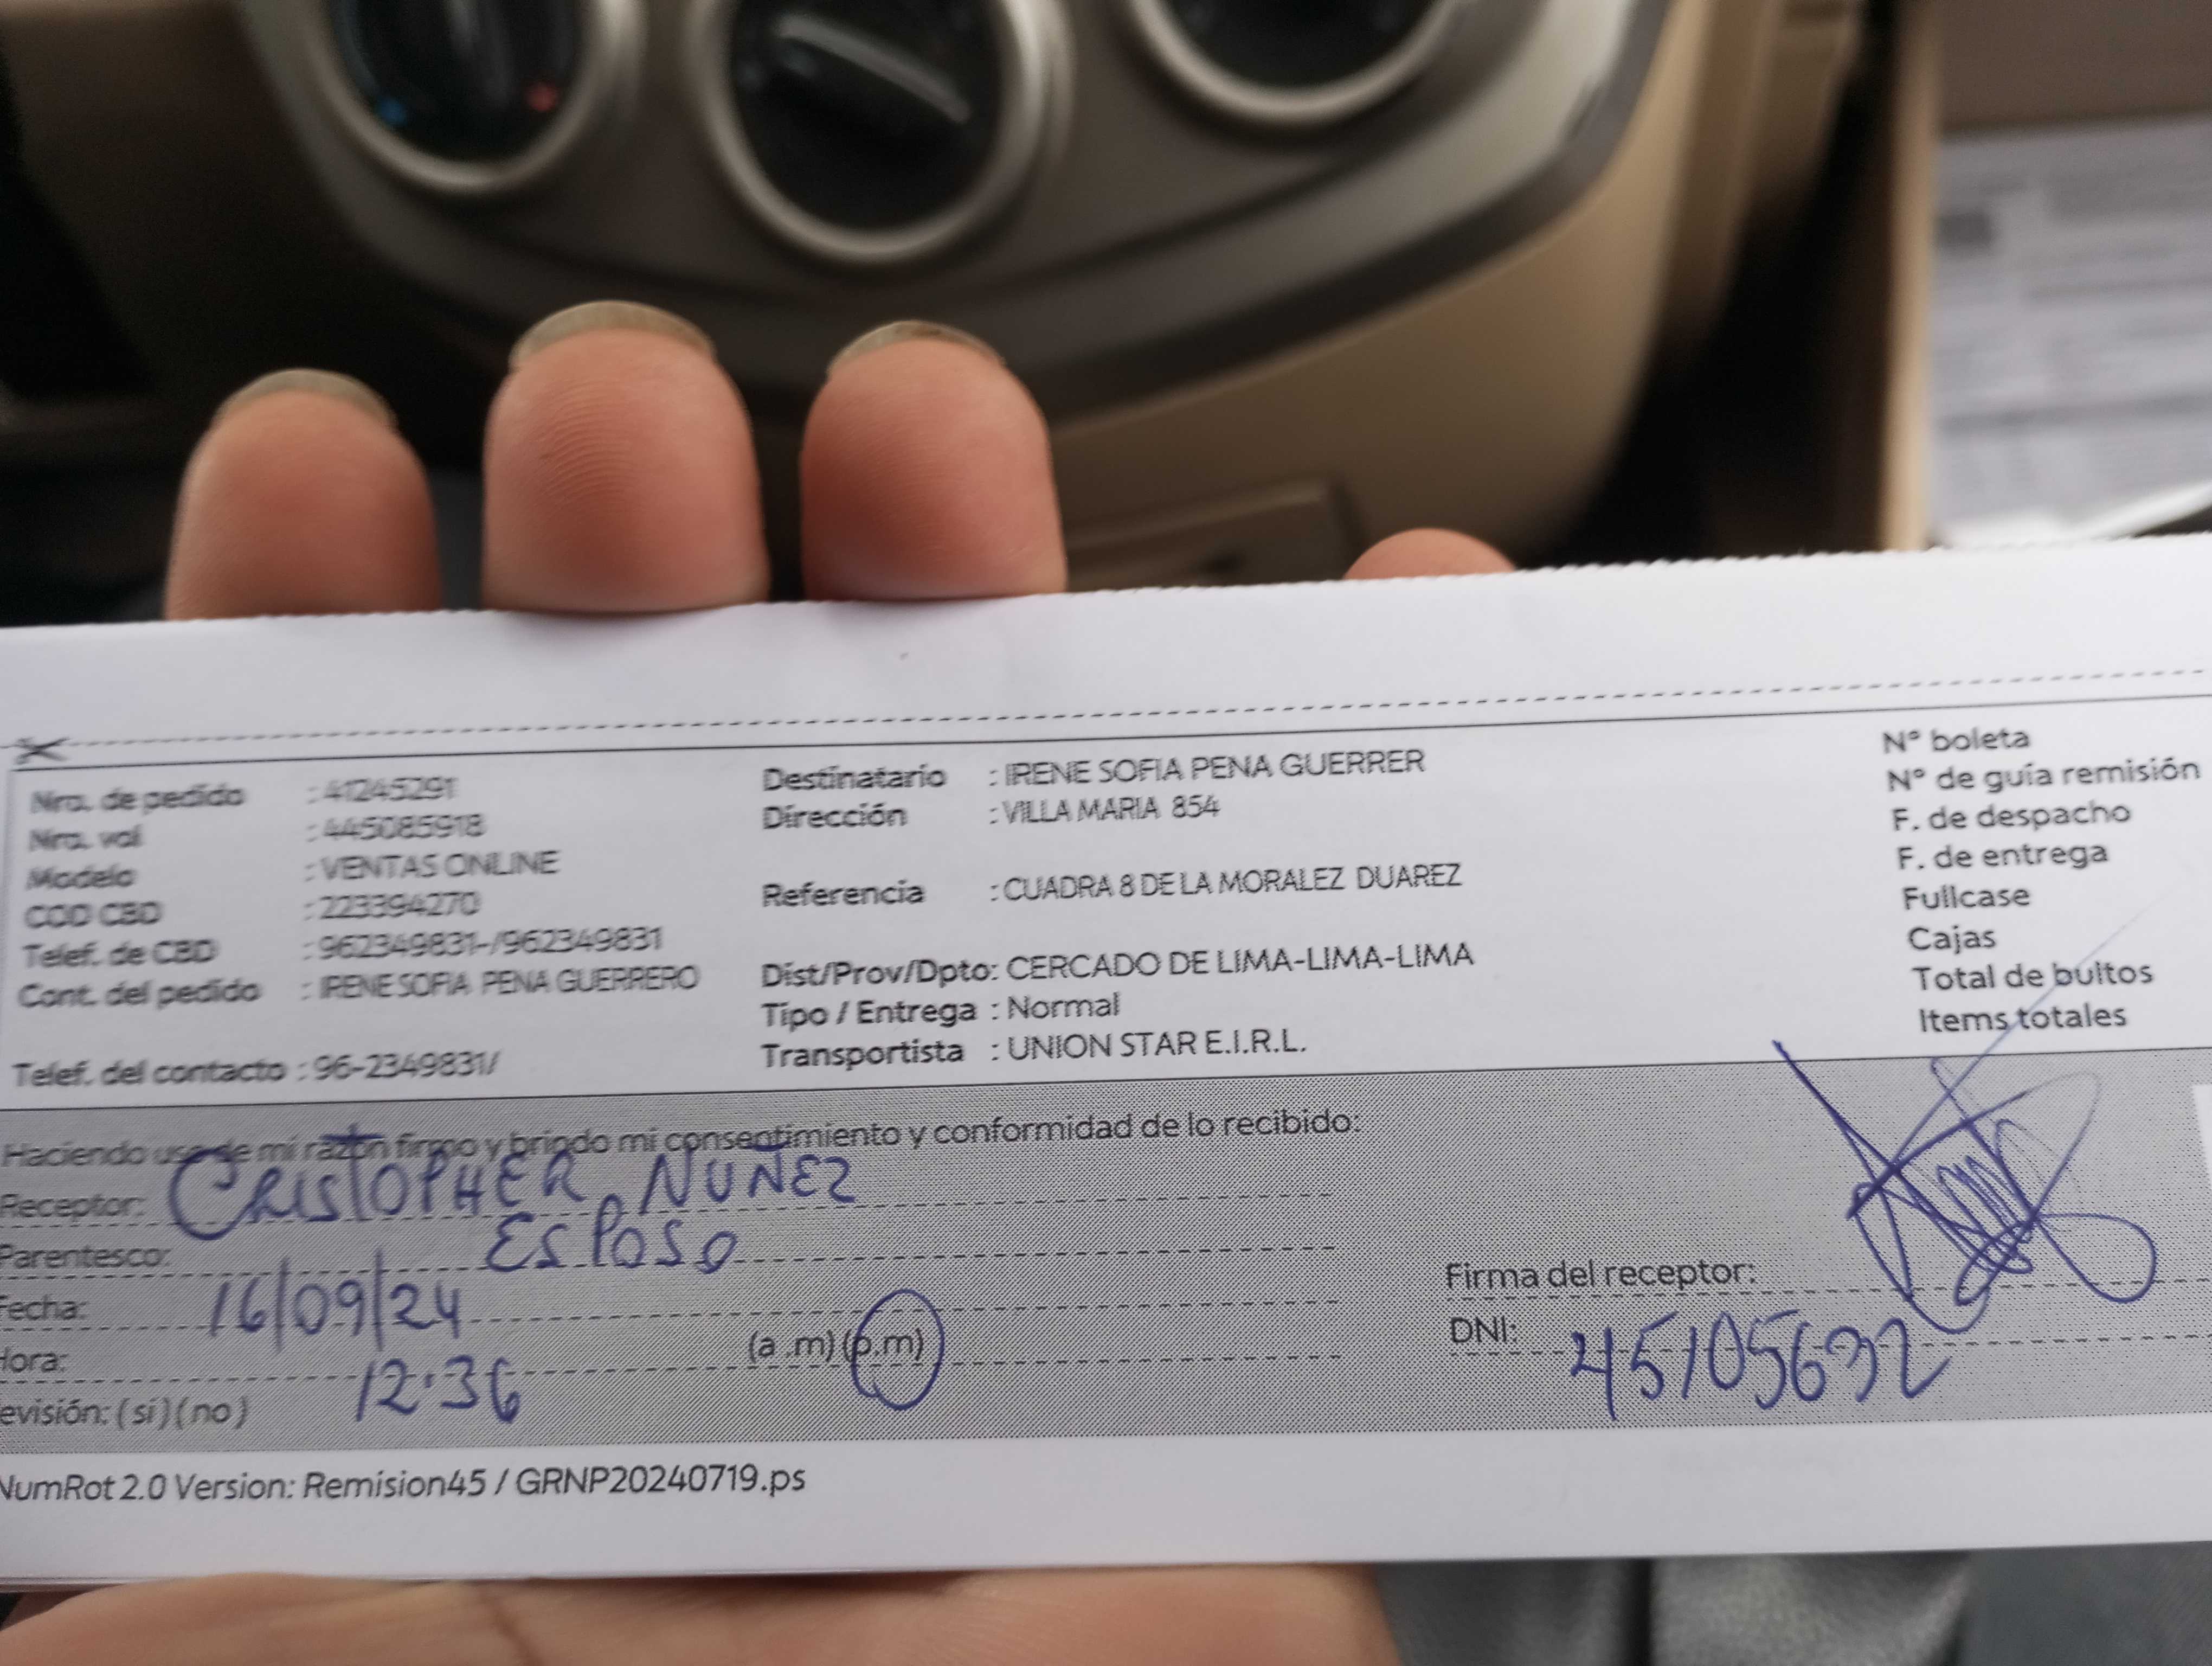 Nro. de pedido : 41245291
Nro. val : 445085918
Modelo : VENTAS ONLINE
COD CBD : 223394270
Telef. de CBD : 962349831-/962349831
Cont. del pedido : IRENE SOFIA PENA GUERRERO
Telef. del contacto : 96-2349831/
Destinatario : IRENE SOFIA PENA GUERRER
Dirección : VILLA MARIA 854
Referencia : CUADRA 8 DE LA MORALEZ DUAREZ
Dist/Prov/Dpto: CERCADO DE LIMA-LIMA-LIMA
Tipo / Entrega : Normal
Transportista : UNION STAR E.I.R.L.
N° boleta
N° de guía remisión
F. de despacho
F. de entrega
Fullcase
Cajas
Total de bultos
Items totales
Haciendo uso de mi razón firmo y brindo mi consentimiento y conformidad de lo recibido:
Receptor: CRISTOPHER NUÑEZ
Parentesco: ESPOSO
Fecha: 16/09/24
Hora: 12:36 (a .m) (p.m)
evisión: (si) (no)
Firma del receptor:
DNI: 45105632
NumRot 2.0 Version: Remision45 / GRNP20240719.ps